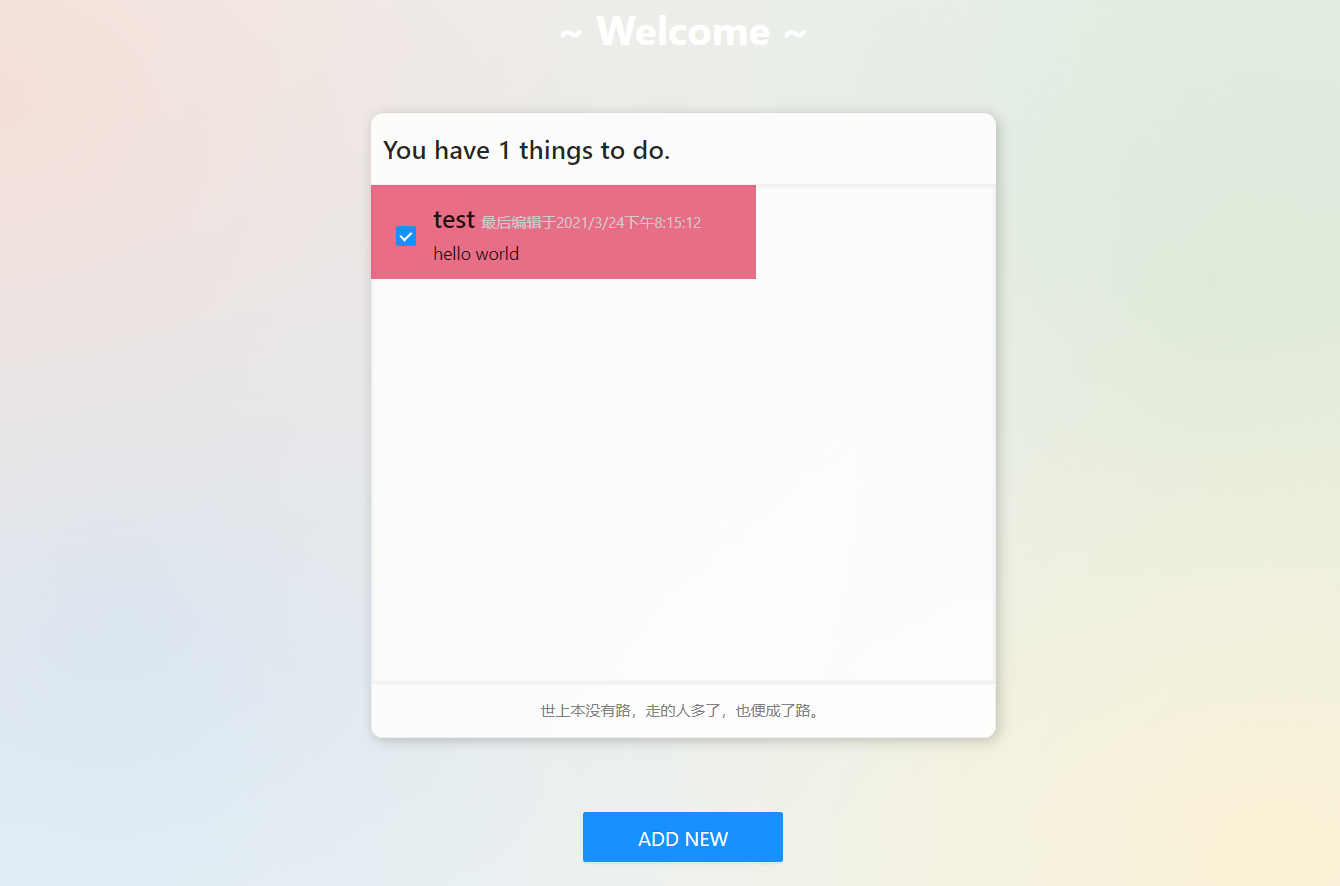 ~ Welcome ~
You have 1 things to do.
test 最后编辑于2021/3/24下午8:15:12
hello world
世上本没有路，走的人多了，也便成了路。
ADD NEW